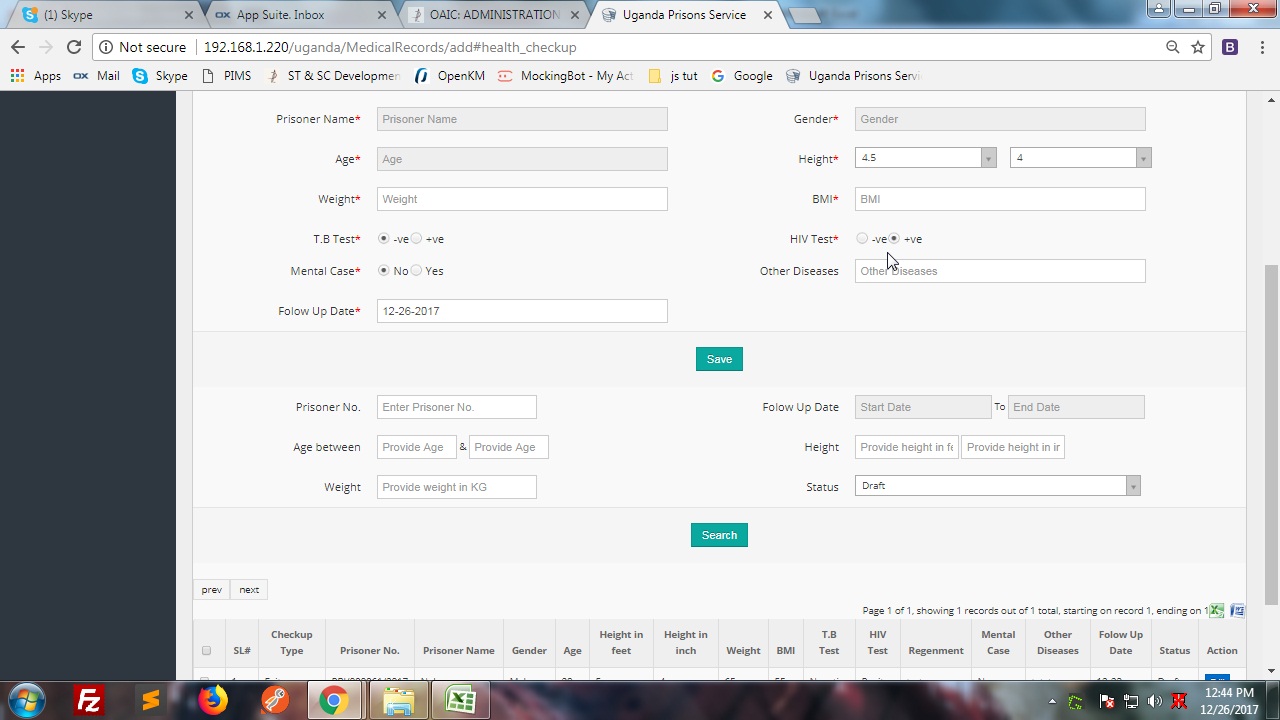 (1) Skype App Suite. Inbox OAIC: ADMINISTRATION Uganda Prisons Service
Not secure 192.168.1.220/uganda/MedicalRecords/add#health_checkup
Apps Mail Skype PIMS ST & SC Developmen OpenKM MockingBot - My Act js tut Google Uganda Prisons Servi
Prisoner Name* Prisoner Name Gender* Gender
Age* Age Height* 4.5 4
Weight* Weight BMI* BMI
T.B Test* -ve +ve HIV Test* -ve +ve
Mental Case* No Yes Other Diseases Other Diseases
Folow Up Date* 12-26-2017
Save
Prisoner No. Enter Prisoner No. Folow Up Date Start Date To End Date
Age between Provide Age & Provide Age Height Provide height in fe Provide height in in
Weight Provide weight in KG Status Draft
Search
prev next
Page 1 of 1, showing 1 records out of 1 total, starting on record 1, ending on 1
SL# Checkup Type Prisoner No. Prisoner Name Gender Age Height in feet Height in inch Weight BMI T.B Test HIV Test Regenment Mental Case Other Diseases Folow Up Date Status Action
12:44 PM
12/26/2017